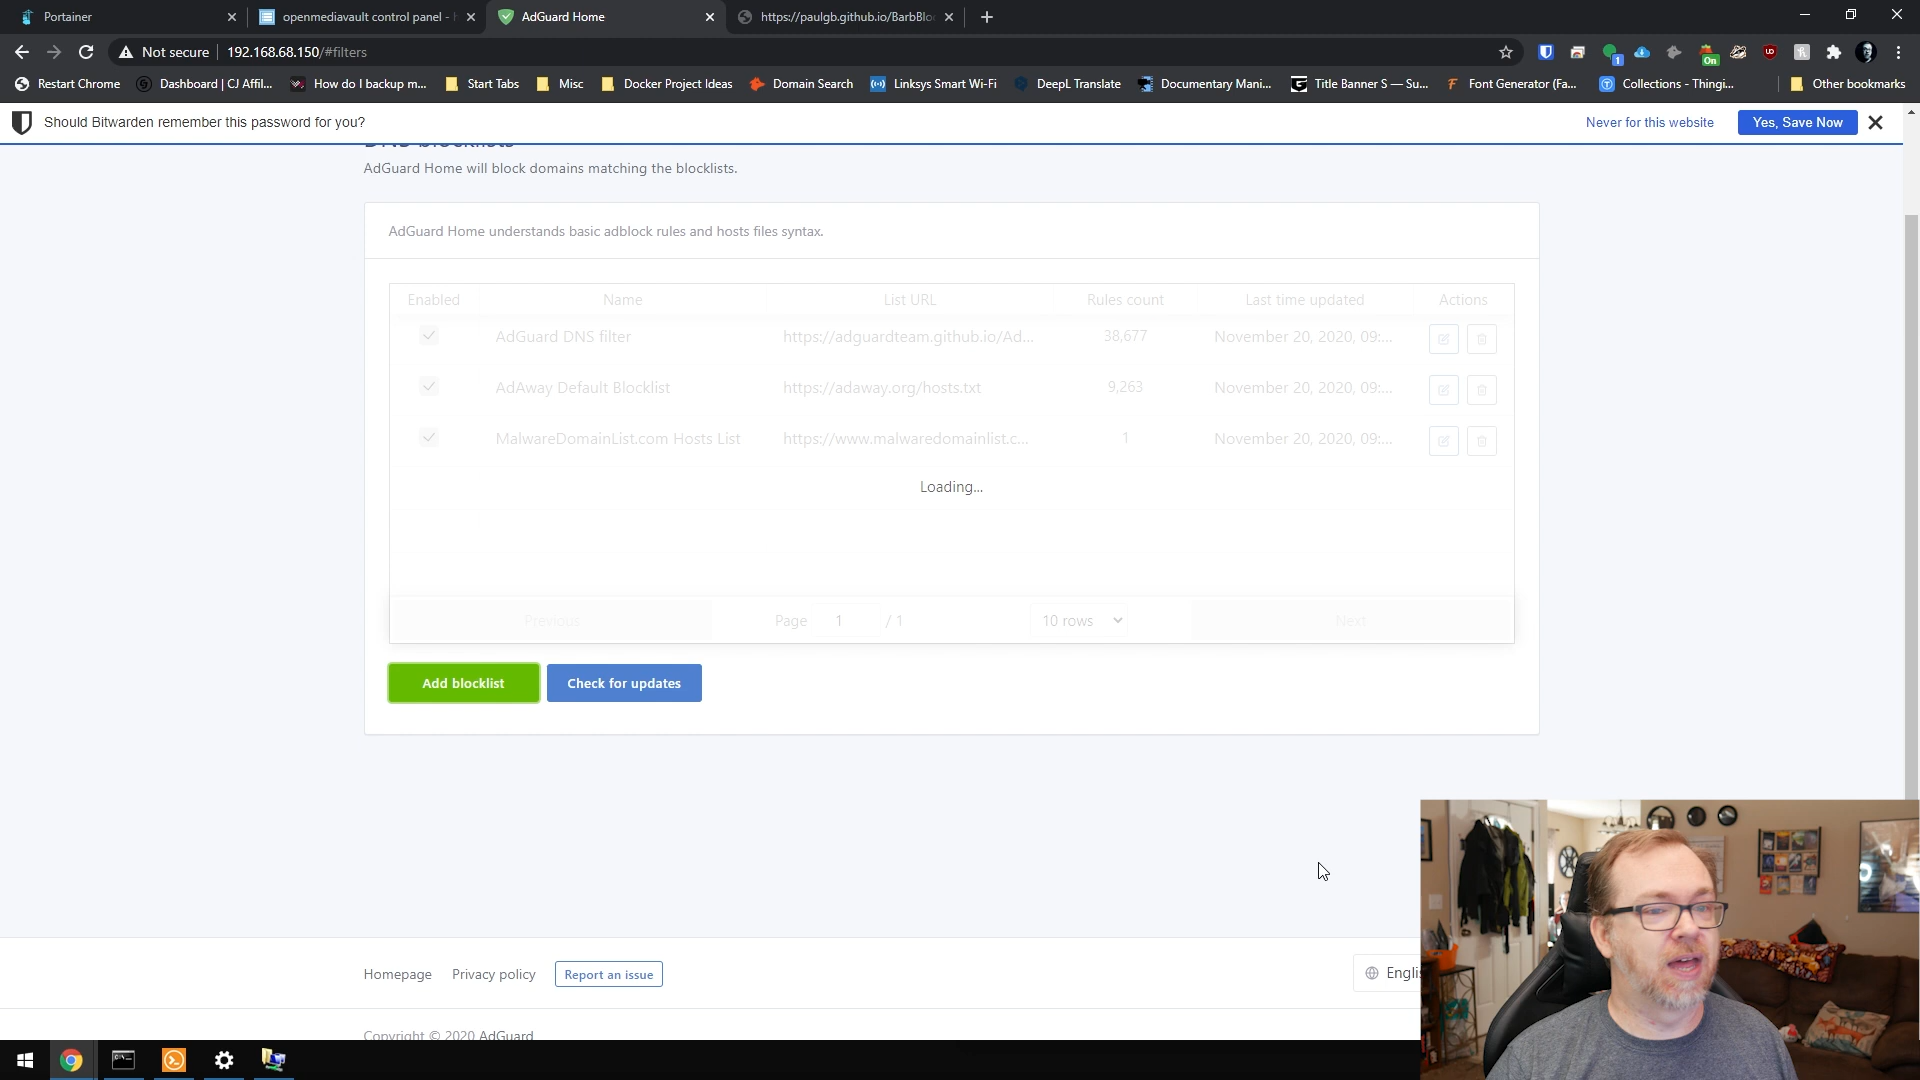 Portainer
openmediavault control panel - h
AdGuard Home
https://paulgb.github.io/BarbBloc
Not secure
192.168.68.150/#filters
Restart Chrome
Dashboard | CJ Affil...
How do I backup m...
Start Tabs
Misc
Docker Project Ideas
Domain Search
Linksys Smart Wi-Fi
DeepL Translate
Documentary Mani...
Title Banner S — Su...
Font Generator (Fa...
Collections - Thingi...
Other bookmarks
Should Bitwarden remember this password for you?
Never for this website
Yes, Save Now
DNS blocklists
AdGuard Home will block domains matching the blocklists.
AdGuard Home understands basic adblock rules and hosts files syntax.
Enabled Name List URL Rules count Last time updated Actions
AdGuard DNS filter https://adguardteam.github.io/Ad... 38,677 November 20, 2020, 09:...
AdAway Default Blocklist https://adaway.org/hosts.txt 9,263 November 20, 2020, 09:...
MalwareDomainList.com Hosts List https://www.malwaredomainlist.c... 1 November 20, 2020, 09:...
Loading...
Previous Page 1 / 1 10 rows Next
Add blocklist
Check for updates
Homepage
Privacy policy
Report an issue
Englis
Copyright © 2020 AdGuard